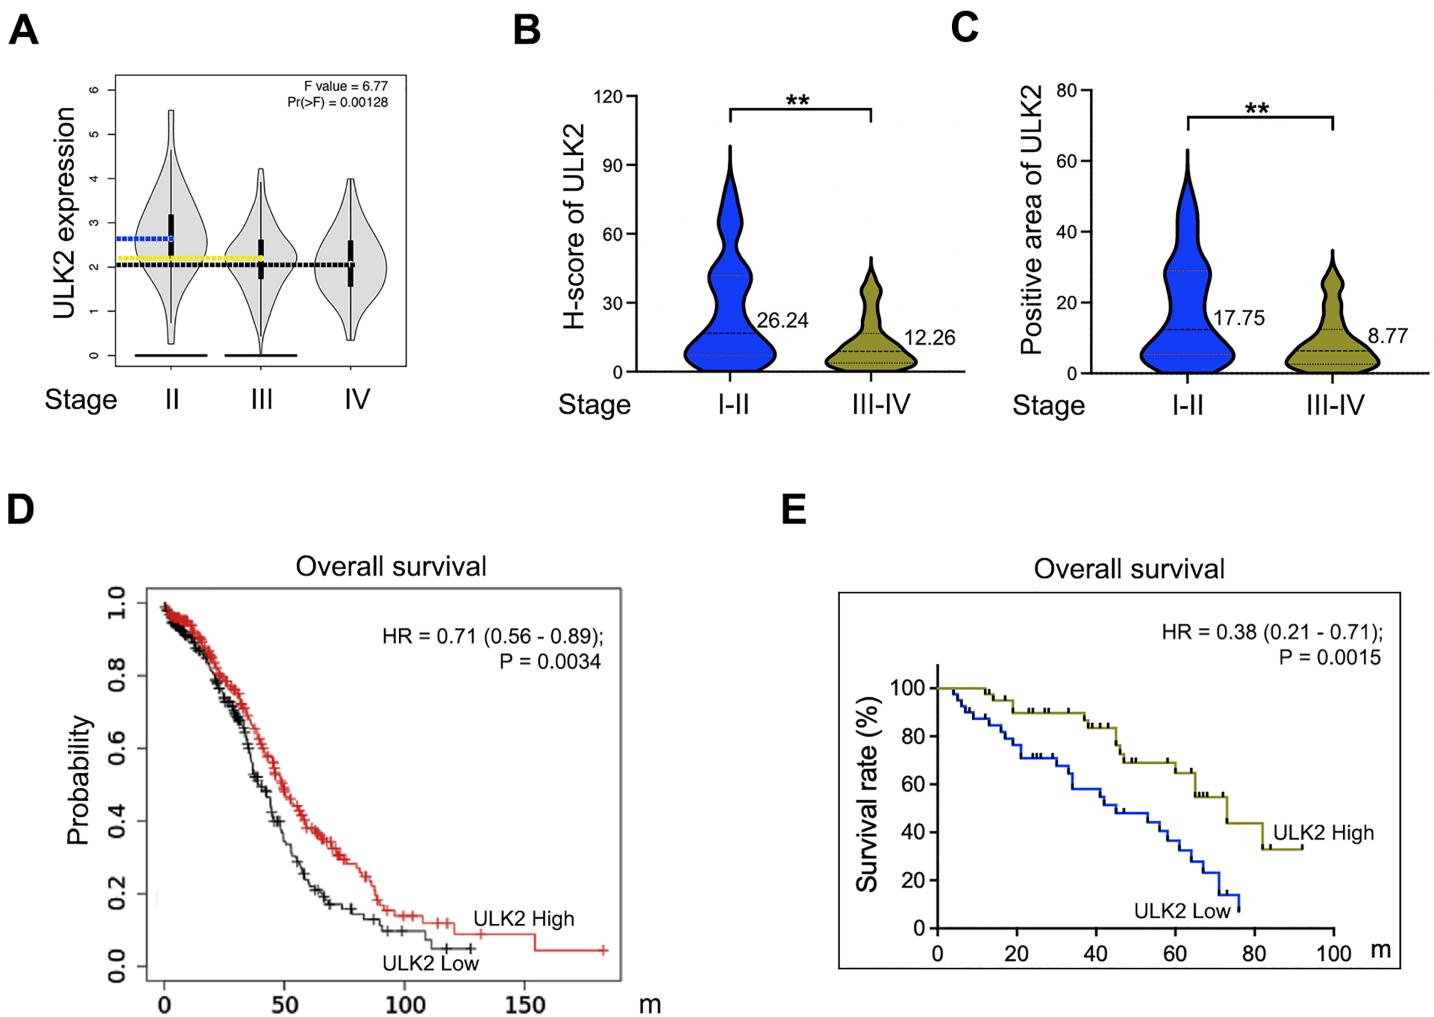 A
F value = 6.77
Pr(>F) = 0.00128
ULK2 expression
6
5
4
3
2
1
0
Stage II III IV
B
**
H-score of ULK2
120
90
60
30
0
26.24
12.26
Stage I-II III-IV
C
**
Positive area of ULK2
80
60
40
20
0
17.75
8.77
Stage I-II III-IV
D
Overall survival
HR = 0.71 (0.56 - 0.89);
P = 0.0034
Probability
1.0
0.8
0.6
0.4
0.2
0.0
ULK2 High
ULK2 Low
0 50 100 150 m
E
Overall survival
HR = 0.38 (0.21 - 0.71);
P = 0.0015
Survival rate (%)
100
80
60
40
20
0
ULK2 High
ULK2 Low
0 20 40 60 80 100 m